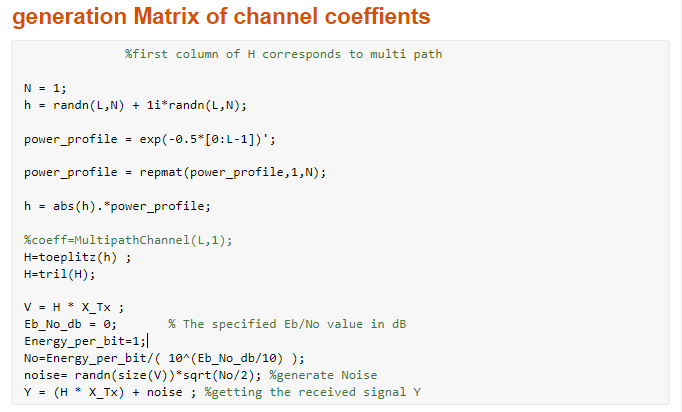 generation Matrix of channel coeffients
%first column of H corresponds to multi path
N = 1;
h = randn(L,N) + 1i*randn(L,N);
power_profile = exp(-0.5*[0:L-1])';
power_profile = repmat(power_profile,1,N);
h = abs(h).*power_profile;
%coeff=MultipathChannel(L,1);
H=toeplitz(h) ;
H=tril(H);
V = H * X_Tx ;
Eb_No_db = 0;       % The specified Eb/No value in dB
Energy_per_bit=1;
No=Energy_per_bit/( 10^(Eb_No_db/10) );
noise= randn(size(V))*sqrt(No/2); %generate Noise
Y = (H * X_Tx) + noise ; %getting the received signal Y